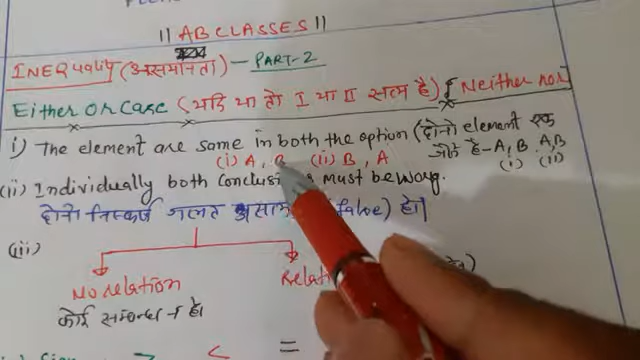 || AB CLASSES ||
INEQuality (असमानता) — PART-2
Either Or Case (यदि या तो I या II सत्य है) { Neither nor
i) The element are same in both the option (दोनो element एक
जैसे है - A, B A,B
(i) A, B (ii) B, A (i) (ii)
(ii) Individually both must be wrong.
दोनो निष्कर्ष गलत false) हो|
(iii)
No relation
कोई सम्बन्ध न हो।
=